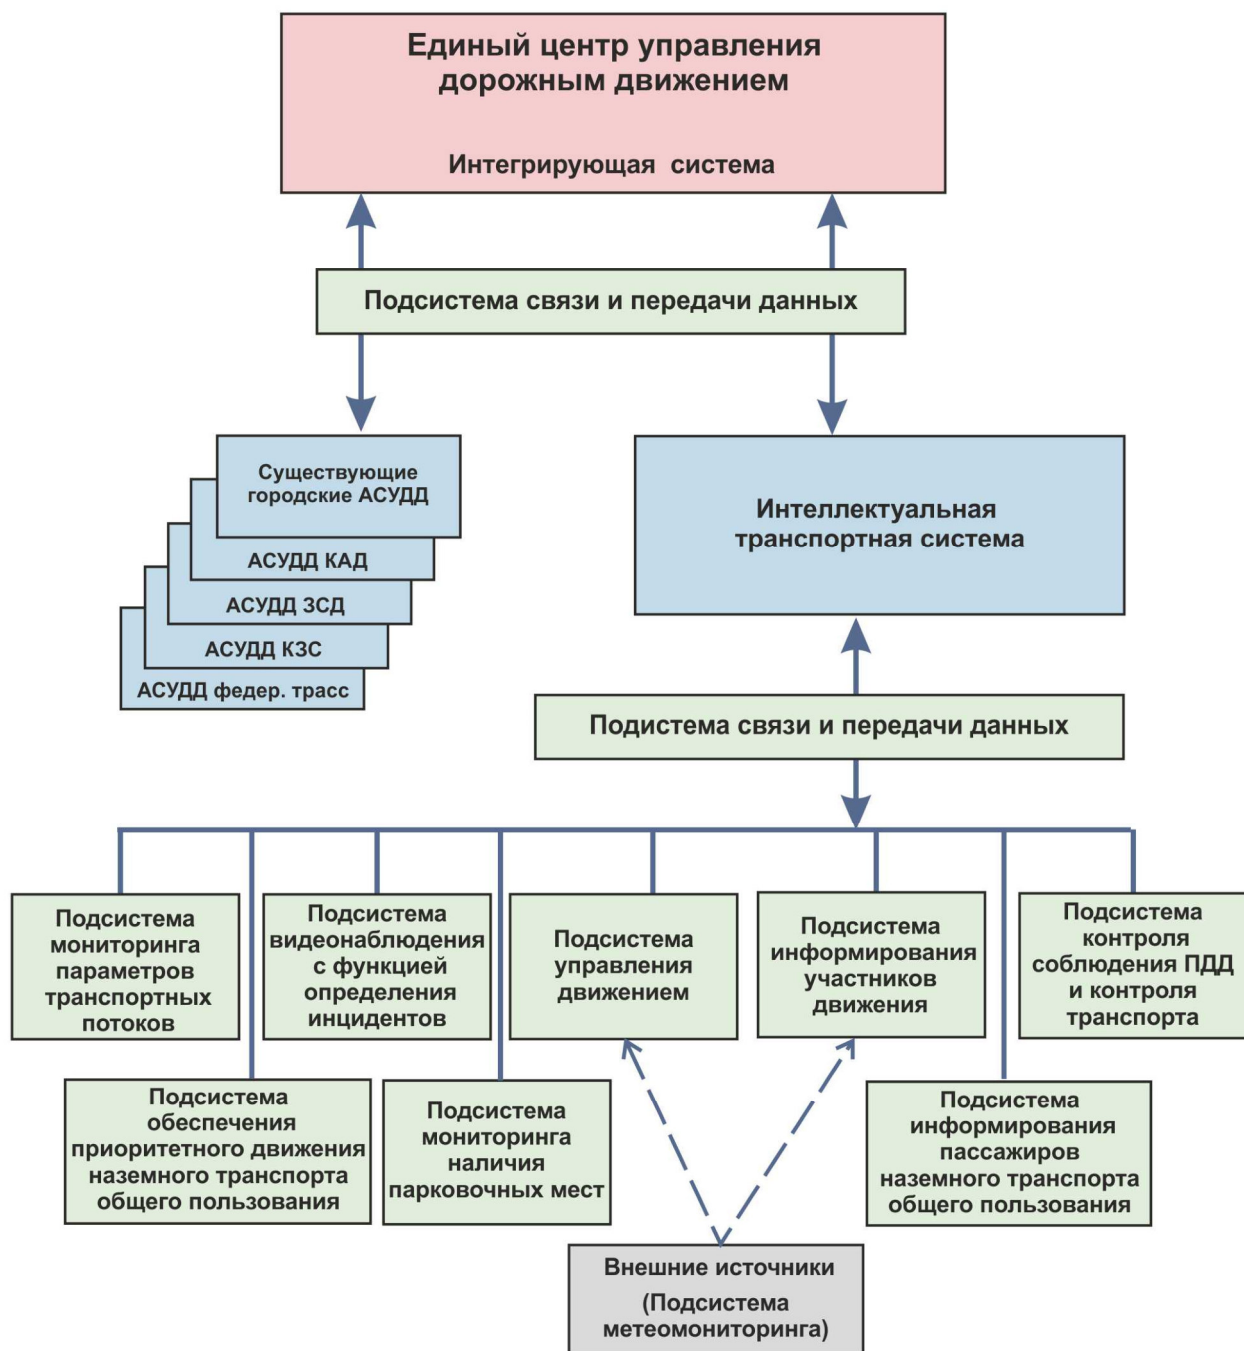 Единый центр управления
дорожным движением
Интегрирующая система
Подсистема связи и передачи данных
Существующие
городские АСУДД
АСУДД КАД
АСУДД ЗСД
АСУДД КЗС
АСУДД федер. трасс
Интеллектуальная
транспортная система
Подистема связи и передачи данных
Подсистема
мониторинга
параметров
транспортных
потоков
Подсистема
видеонаблюдения
с функцией
определения
инцидентов
Подсистема
управления
движением
Подсистема
информирования
участников
движения
Подсистема
контроля
соблюдения ПДД
и контроля
транспорта
Подсистема
обеспечения
приоритетного движения
наземного транспорта
общего пользования
Подсистема
мониторинга
наличия
парковочных мест
Подсистема
информирования
пассажиров
наземного транспорта
общего пользования
Внешние источники
(Подсистема
метеомониторинга)